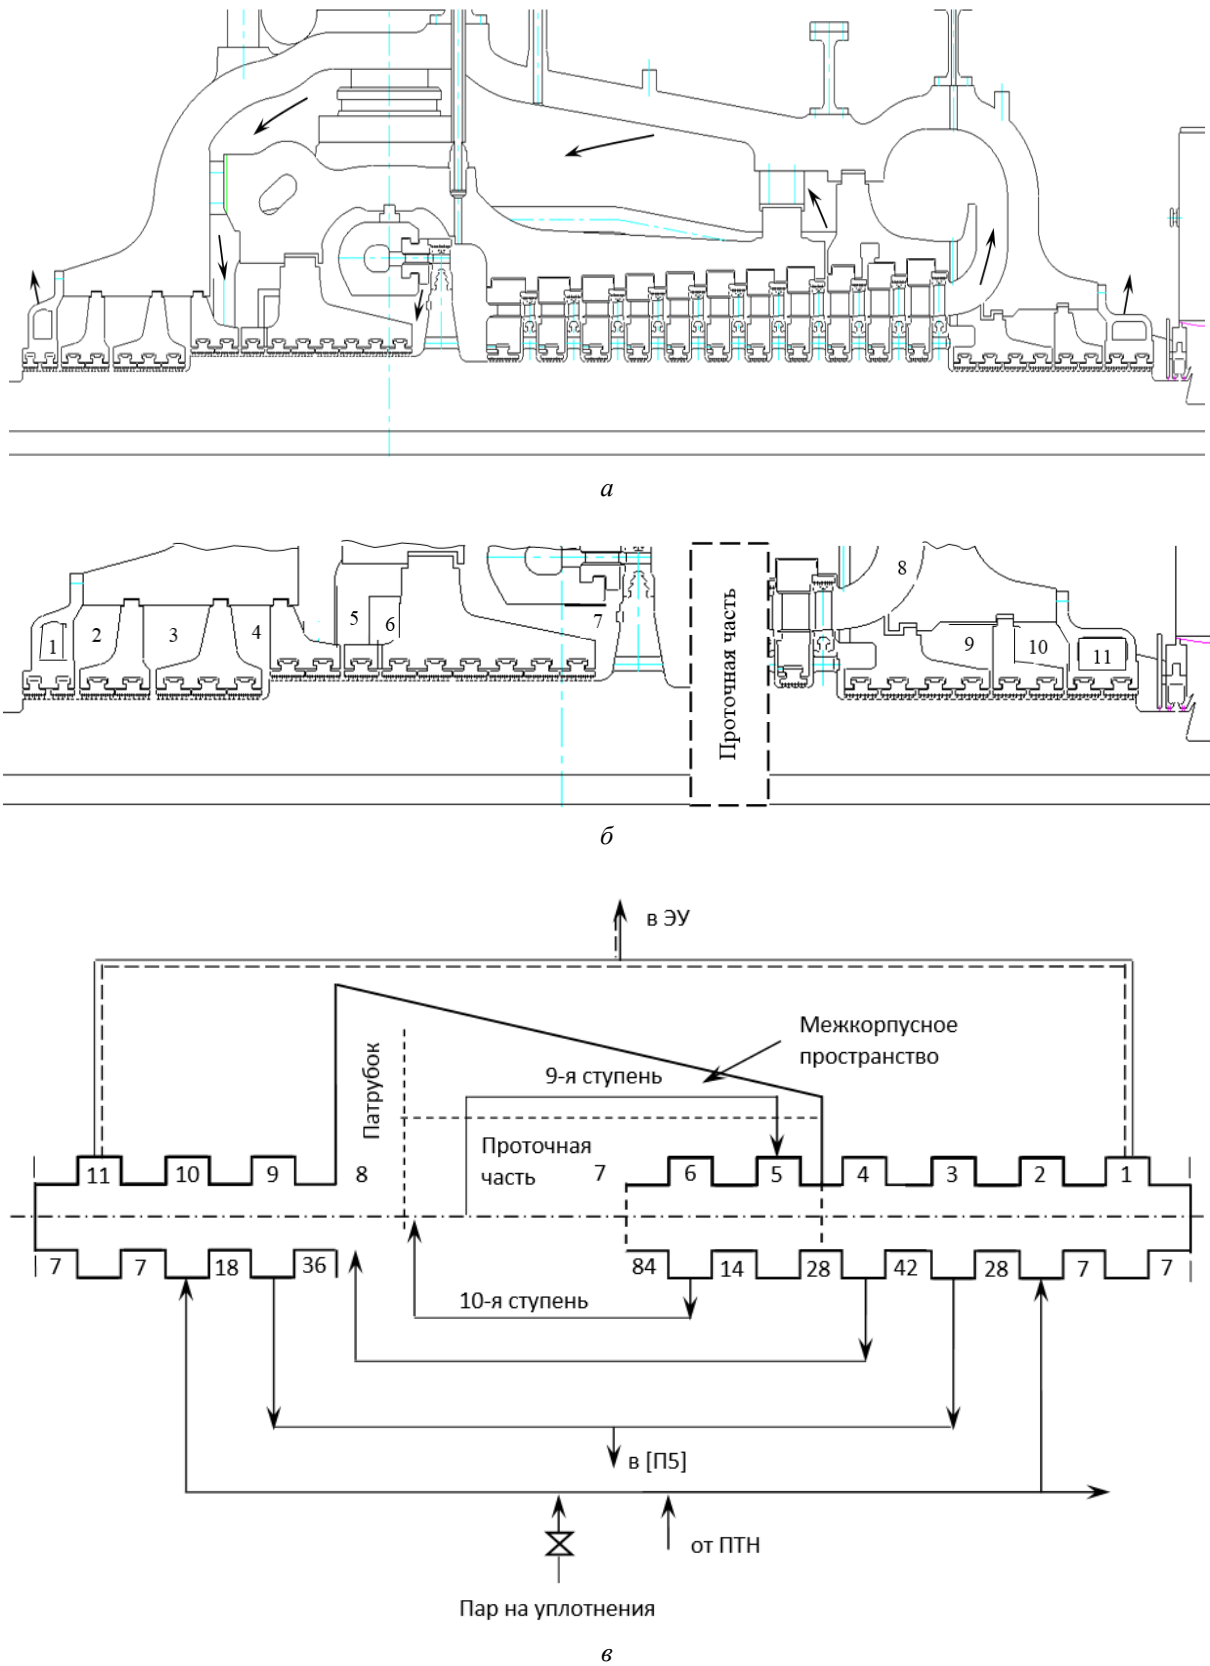 а
1
2
3
4
5
6
7
Проточная часть
8
9
10
11
б
в ЭУ
Межкорпусное
пространство
Патрубок
9-я ступень
Проточная
часть
11 10 9 8 7 6 5 4 3 2 1
7 7 18 36 84 14 28 42 28 7 7
10-я ступень
в [П5]
от ПТН
Пар на уплотнения
в